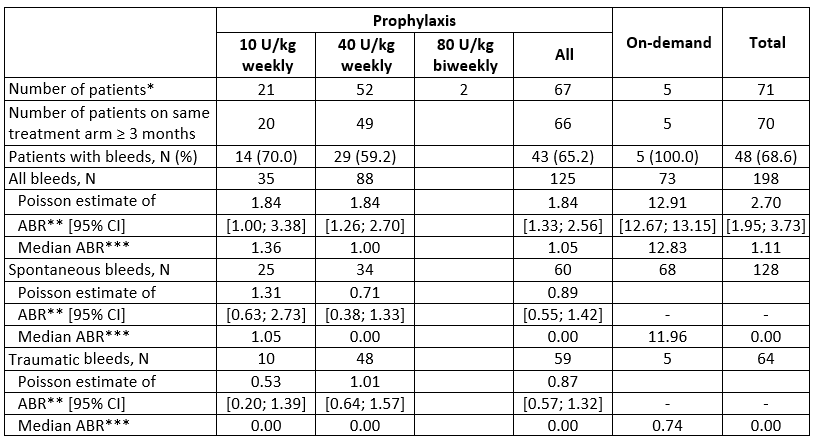 Prophylaxis
10 U/kg weekly 40 U/kg weekly 80 U/kg biweekly All On-demand Total
Number of patients* 21 52 2 67 5 71
Number of patients on same treatment arm ≥ 3 months 20 49 66 5 70
Patients with bleeds, N (%) 14 (70.0) 29 (59.2) 43 (65.2) 5 (100.0) 48 (68.6)
All bleeds, N 35 88 125 73 198
Poisson estimate of 1.84 1.84 1.84 12.91 2.70
ABR** [95% CI] [1.00; 3.38] [1.26; 2.70] [1.33; 2.56] [12.67; 13.15] [1.95; 3.73]
Median ABR*** 1.36 1.00 1.05 12.83 1.11
Spontaneous bleeds, N 25 34 60 68 128
Poisson estimate of 1.31 0.71 0.89
ABR** [95% CI] [0.63; 2.73] [0.38; 1.33] [0.55; 1.42] - -
Median ABR*** 1.05 0.00 0.00 11.96 0.00
Traumatic bleeds, N 10 48 59 5 64
Poisson estimate of 0.53 1.01 0.87
ABR** [95% CI] [0.20; 1.39] [0.64; 1.57] [0.57; 1.32] - -
Median ABR*** 0.00 0.00 0.00 0.74 0.00